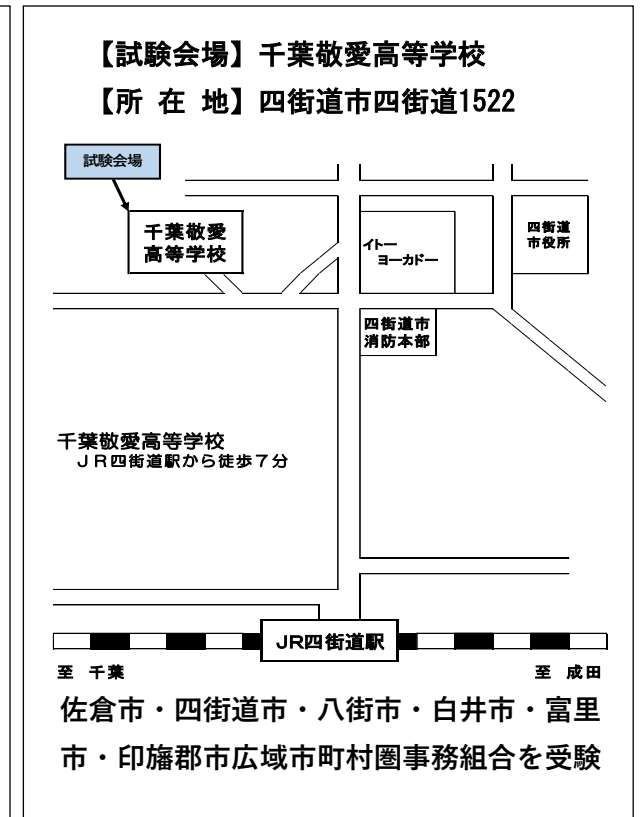 【試験会場】千葉敬愛高等学校
【所 在 地】四街道市四街道1522
試験会場
千葉敬愛
高等学校
イトー
ヨーカドー
四街道
市役所
四街道市
消防本部
千葉敬愛高等学校
ＪＲ四街道駅から徒歩７分
JR四街道駅
至 千葉
至 成田
佐倉市・四街道市・八街市・白井市・富里
市・印旛郡市広域市町村圏事務組合を受験